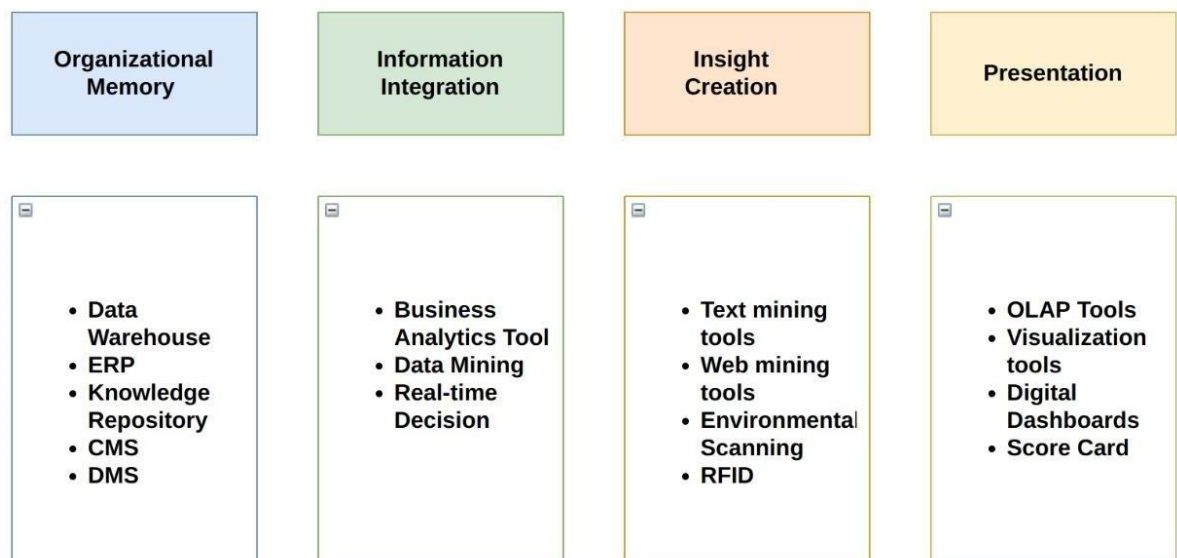 Organizational
Memory
Information
Integration
Insight
Creation
Presentation
• Data
Warehouse
• ERP
• Knowledge
Repository
• CMS
• DMS
• Business
Analytics Tool
• Data Mining
• Real-time
Decision
• Text mining
tools
• Web mining
tools
• Environmental
Scanning
• RFID
• OLAP Tools
• Visualization
tools
• Digital
Dashboards
• Score Card